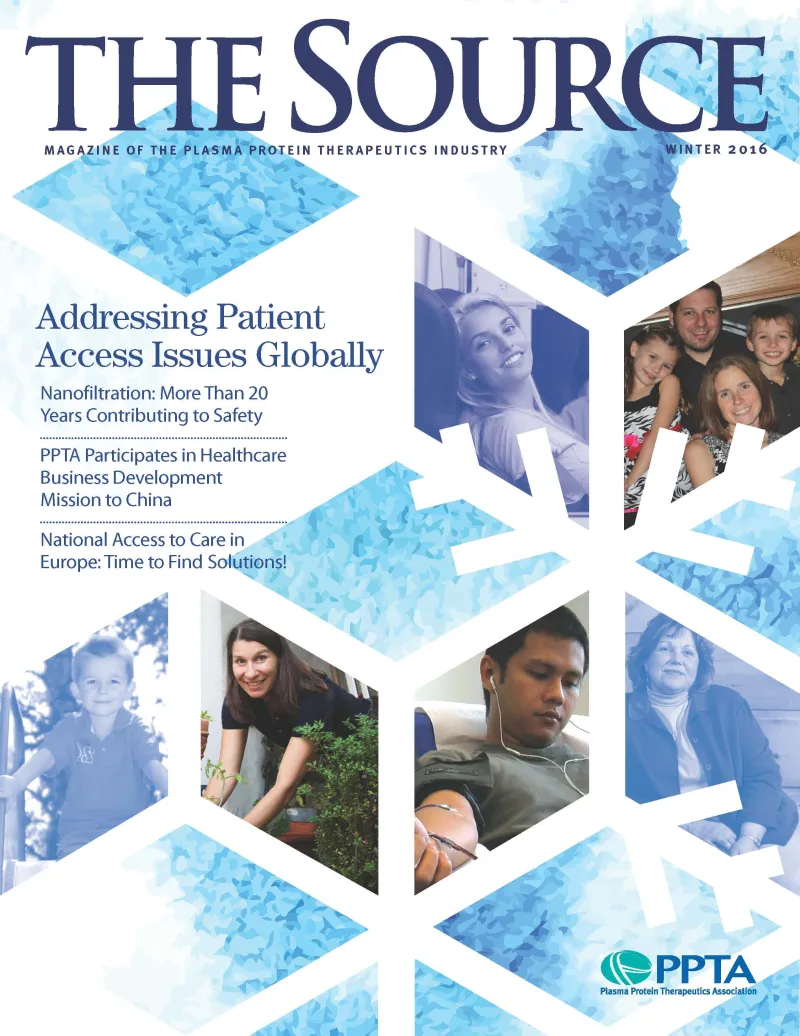 THE SOURCE
MAGAZINE OF THE PLASMA PROTEIN THERAPEUTICS INDUSTRY
WINTER 2016
Addressing Patient
Access Issues Globally
Nanofiltration: More Than 20
Years Contributing to Safety
PPTA Participates in Healthcare
Business Development
Mission to China
National Access to Care in
Europe: Time to Find Solutions!
PPTA
Plasma Protein Therapeutics Association